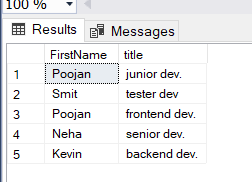 100 %
Results Messages
FirstName title
1 Poojan junior dev.
2 Smit tester dev
3 Poojan frontend dev.
4 Neha senior dev.
5 Kevin backend dev.